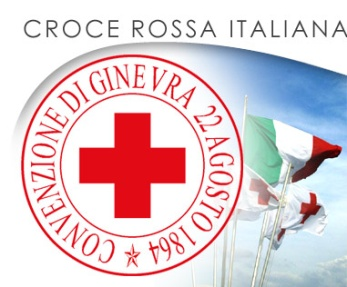 CROCE ROSSA ITALIANA
CONVENZIONE DI GINEVRA 22 AGOSTO 1864